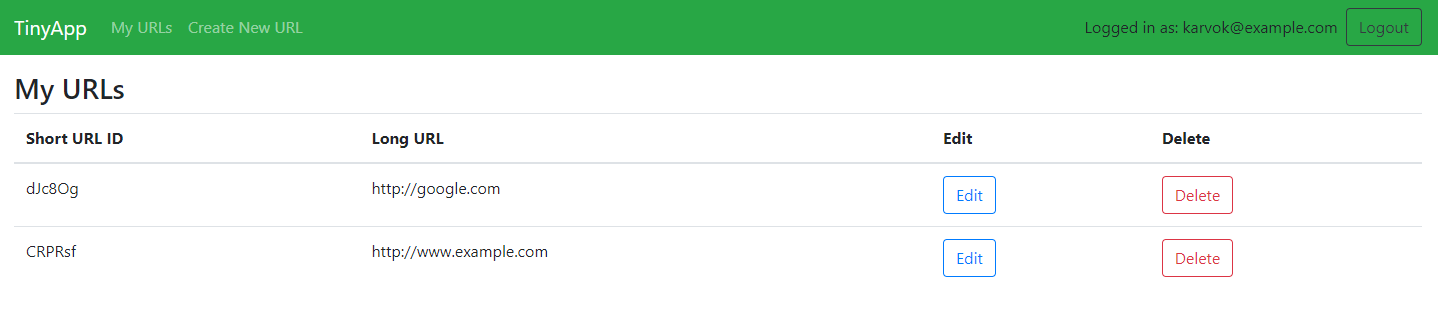 TinyApp My URLs Create New URL Logged in as: karvok@example.com Logout
My URLs
Short URL ID Long URL Edit Delete
dJc8Og http://google.com Edit Delete
CRPRsf http://www.example.com Edit Delete